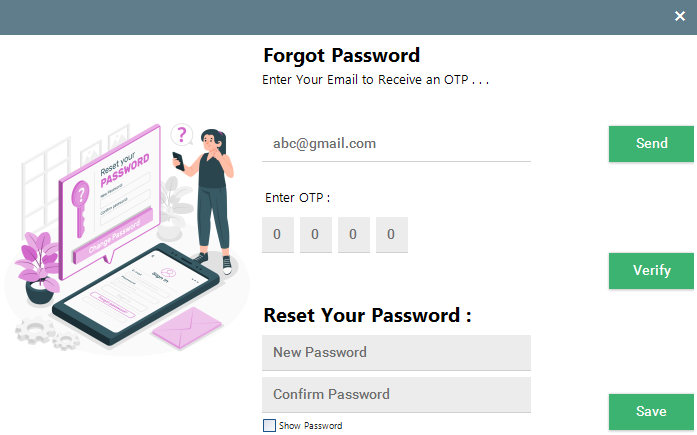 ×
Forgot Password
Enter Your Email to Receive an OTP . . .
abc@gmail.com
Send
Enter OTP :
0 0 0 0
Verify
Reset Your Password :
New Password
Confirm Password
Show Password
Save
?
Reset your
PASSWORD
?
New Password
Confirm password
Change Password
Sign in